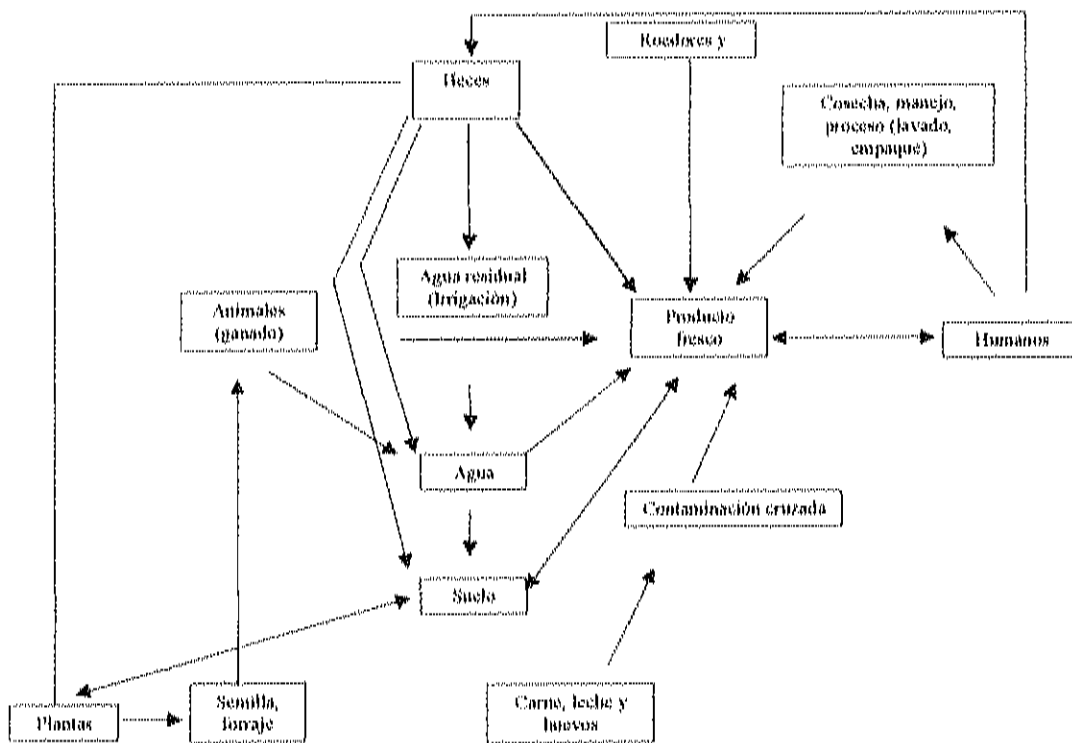 Roedores y
Heces
Cosecha, manejo,
proceso (lavado,
empaque)
Agua residual
(Irrigación)
Animales
(ganado)
Producto
fresco
Humanos
Agua
Contaminación cruzada
Suelo
Plantas
Semilla,
forraje
Carne, leche y
huevos